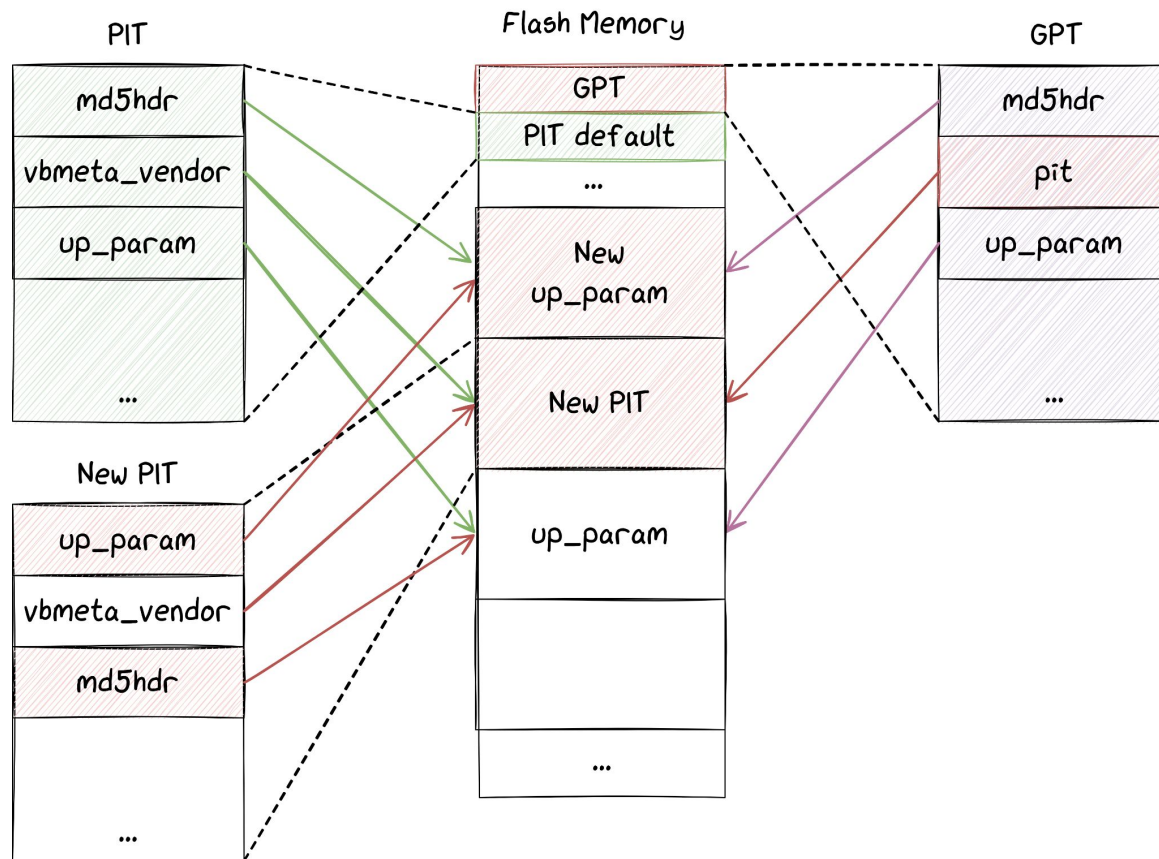 PIT
md5hdr
vbmeta_vendor
up_param
...
New PIT
up_param
vbmeta_vendor
md5hdr
...
Flash Memory
GPT
PIT default
...
New
up_param
New PIT
up_param
...
GPT
md5hdr
pit
up_param
...